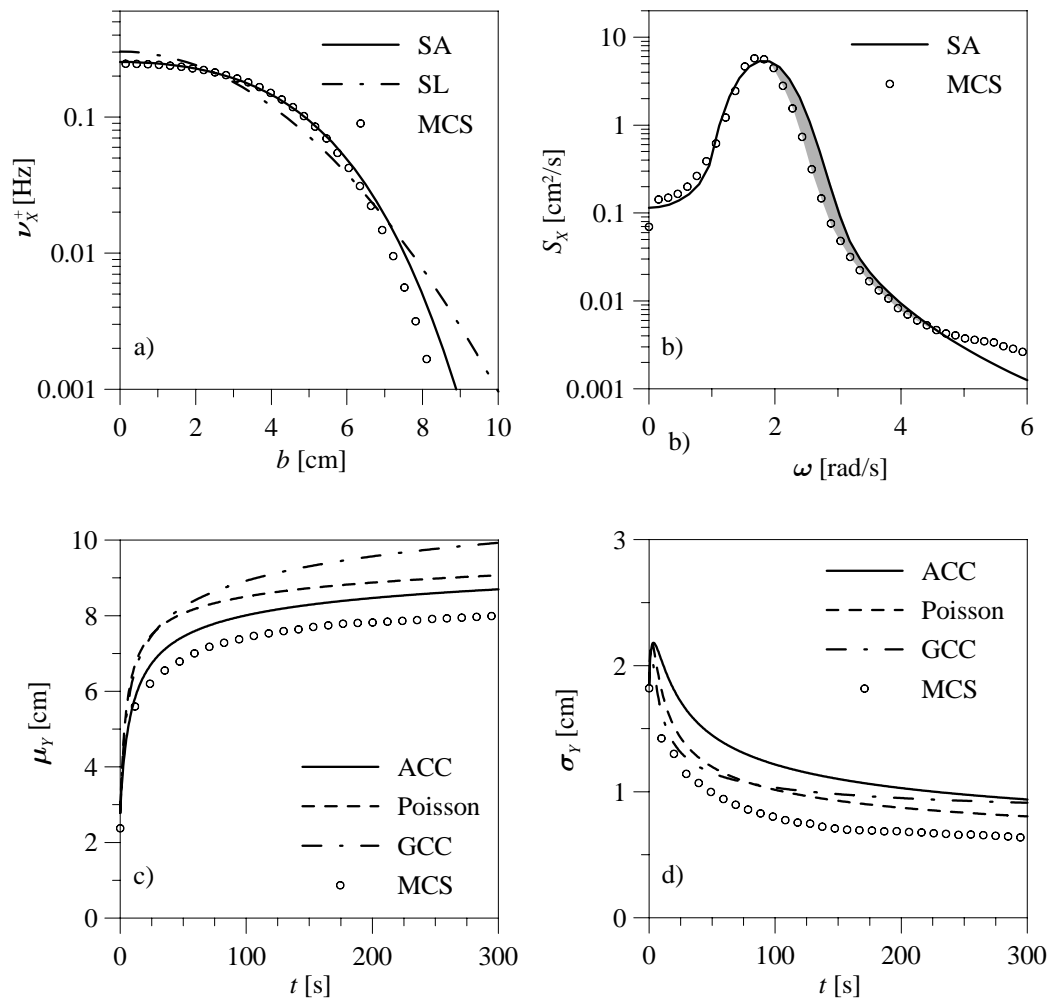 SA
SL
MCS
0.1
0.01
0.001
ν_X^+ [Hz]
a)
0 2 4 6 8 10
b [cm]
SA
MCS
10
1
0.1
0.01
0.001
S_X [cm²/s]
b)
0 2 4 6
b)
ω [rad/s]
10
8
6
4
2
0
μ_Y [cm]
ACC
Poisson
GCC
MCS
c)
0 100 200 300
t [s]
3
2
1
0
σ_Y [cm]
ACC
Poisson
GCC
MCS
d)
0 100 200 300
t [s]